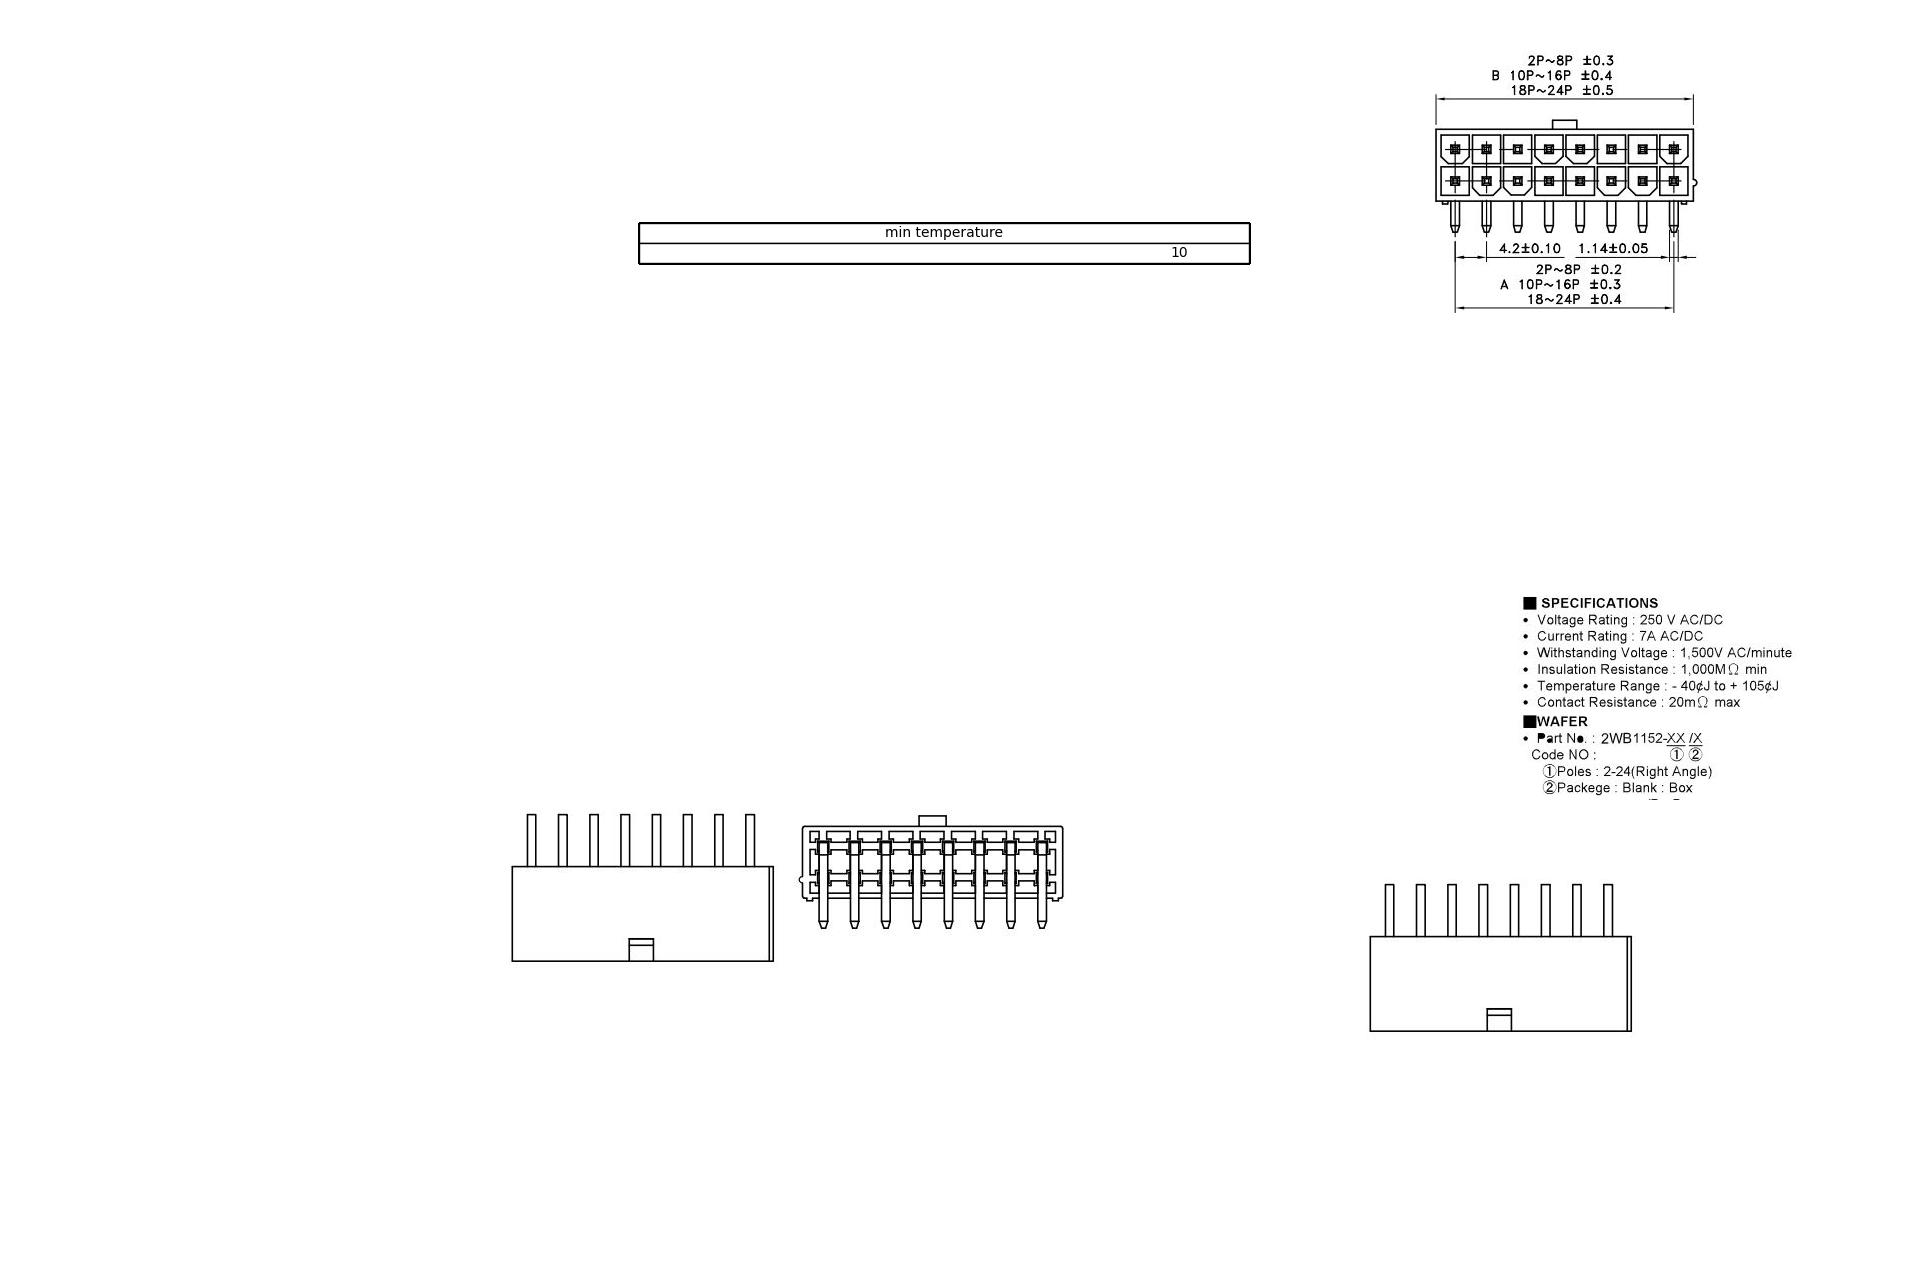 2P~8P ±0.3
B 10P~16P ±0.4
18P~24P ±0.5
min temperature
10
4.2±0.10 1.14±0.05
2P~8P ±0.2
A 10P~16P ±0.3
18~24P ±0.4
■ SPECIFICATIONS
• Voltage Rating : 250 V AC/DC
• Current Rating : 7A AC/DC
• Withstanding Voltage : 1,500V AC/minute
• Insulation Resistance : 1,000MΩ min
• Temperature Range : - 40¢J to + 105¢J
• Contact Resistance : 20mΩ max
■WAFER
• Part No. : 2WB1152-XX /X
Code NO : ① ②
①Poles : 2-24(Right Angle)
②Packege : Blank : Box